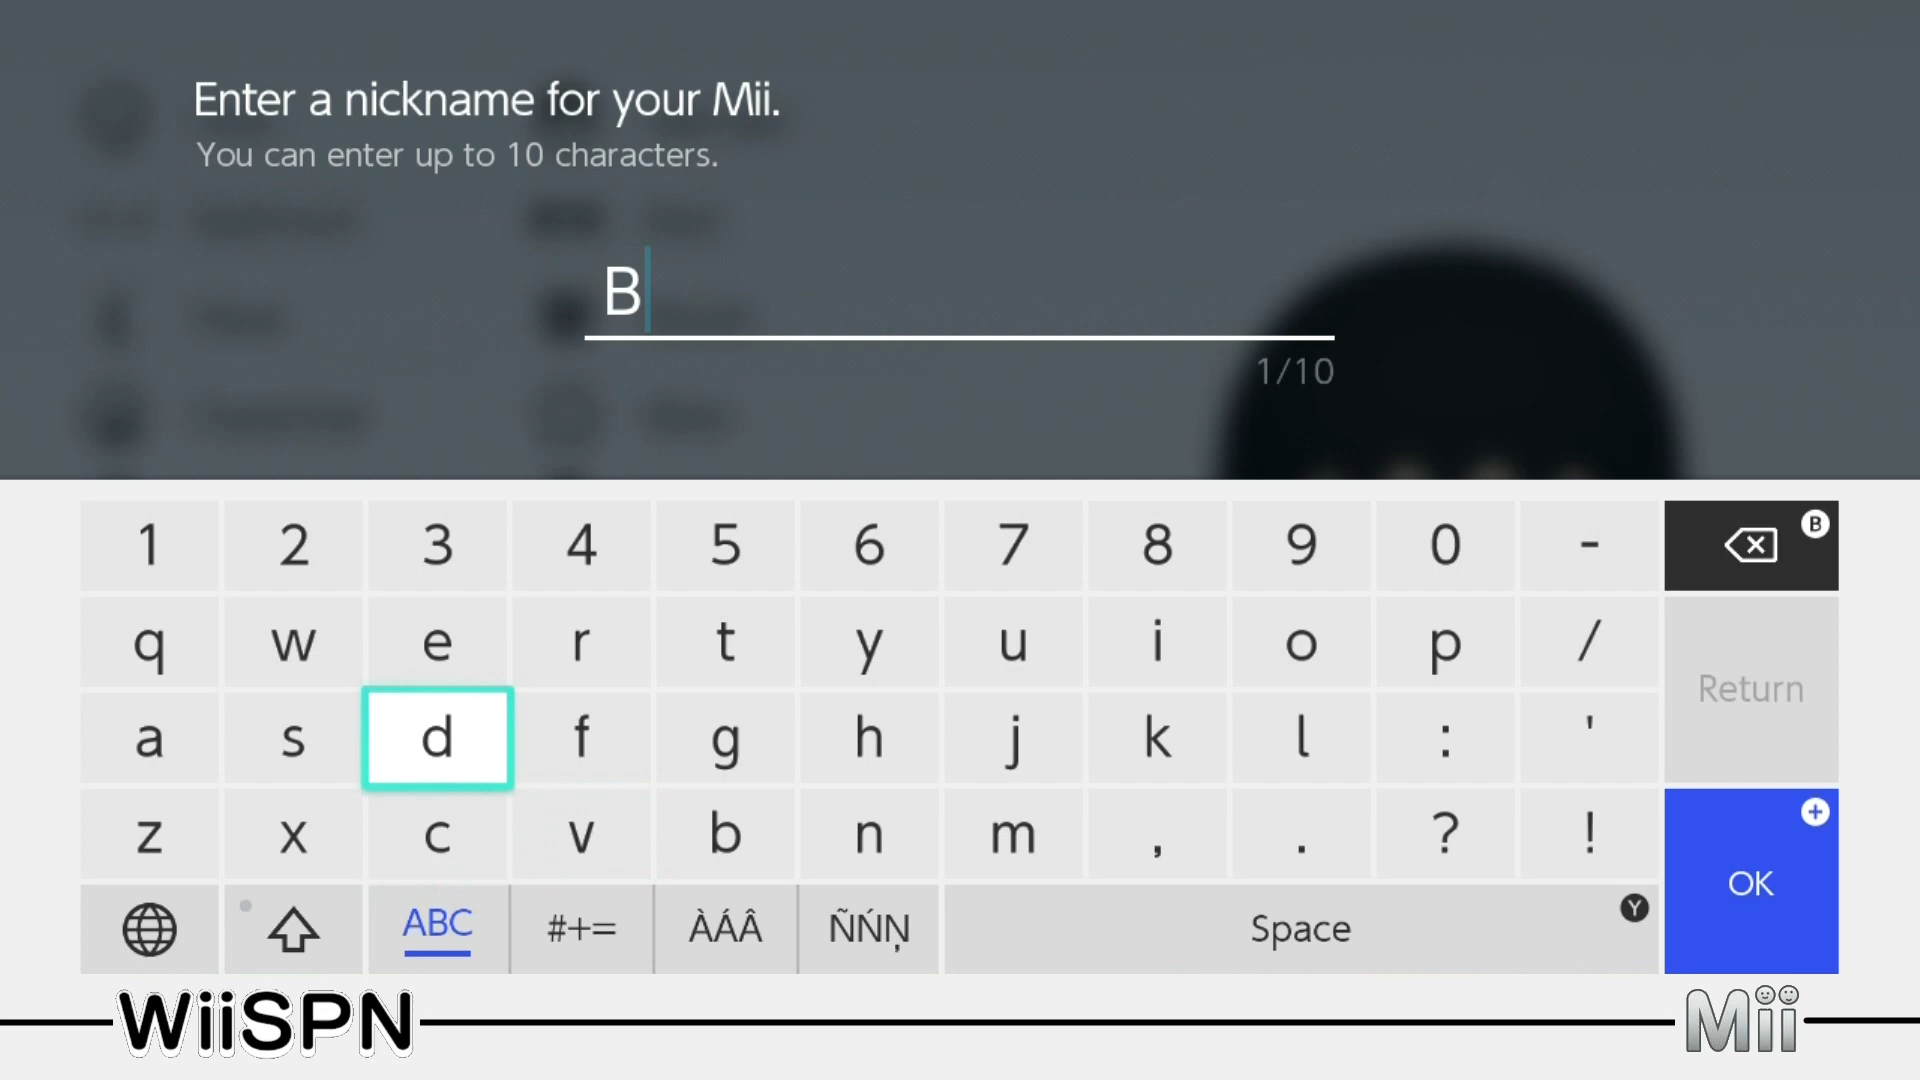 Enter a nickname for your Mii.
You can enter up to 10 characters.
B
1/10
1 2 3 4 5 6 7 8 9 0 - B
q w e r t y u i o p /
Return
a s d f g h j k l : '
z x c v b n m , . ? ! +
OK
ABC #+= ÀÁÂ ÑŃŅ Space Y
WiiSPN Mii